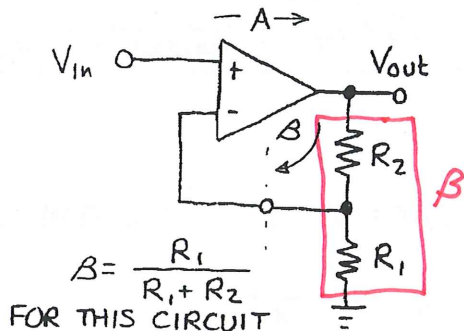 - A →
V_In
+
-
V_out
β
R_2
β
R_1
β = R_1 / (R_1 + R_2)
FOR THIS CIRCUIT